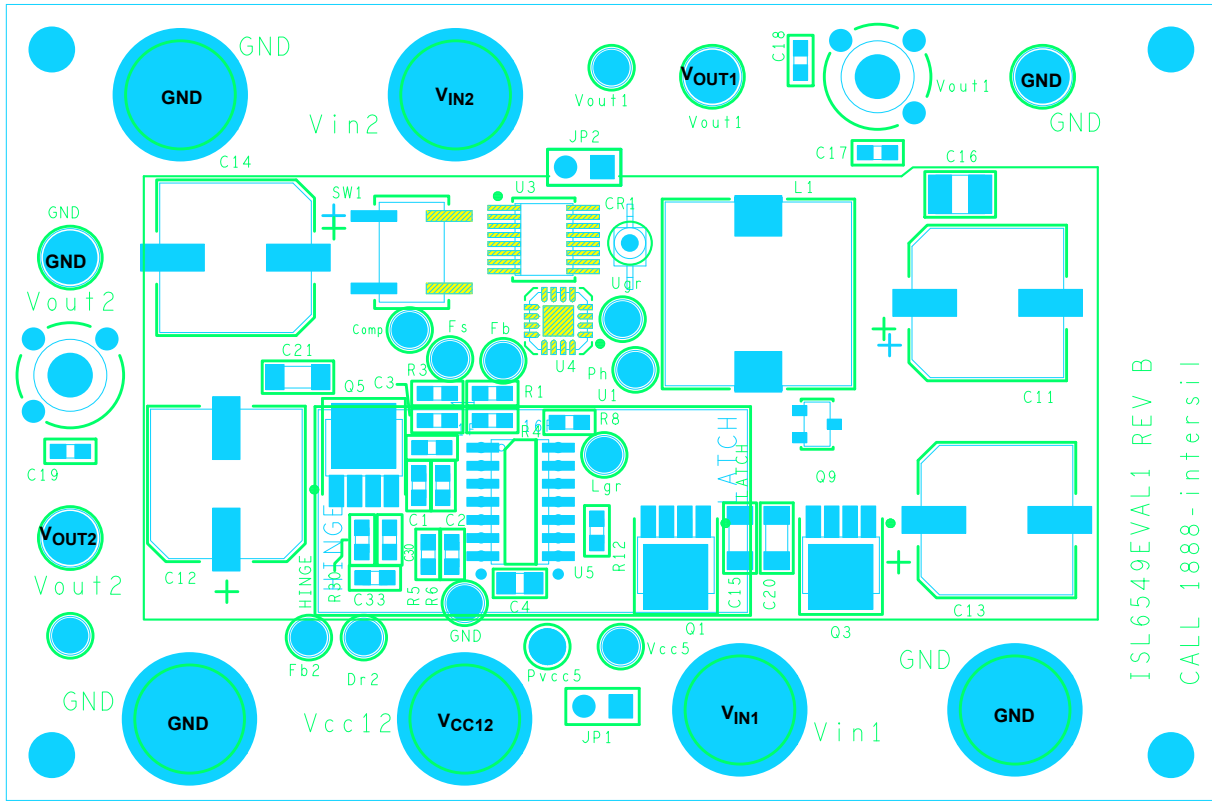 GND
GND
Vin2
VIN2
Vout1
VOUT1
Vout1
C18
Vout1
GND
GND
C14
JP2
C17
C16
GND
GND
Vout2
SW1
U3
CR1
L1
Ugr
Comp
Fs
Fb
U4
Ph
U1
C21
R3
C3
Q5
R1
R8
R4
C11
C19
Lgr
LATCH
LATCH
Q9
VOUT2
Vout2
C12
C1
C2
HINGE
HINGE
R30
C30
C33
R5
R6
C4
U5
R12
C15
C20
C13
GND
Q1
Q3
Fb2
Dr2
Pvcc5
Vcc5
GND
GND
Vcc12
VCC12
JP1
VIN1
Vin1
GND
GND
ISL6549EVAL1 REV B
CALL 1888-intersil